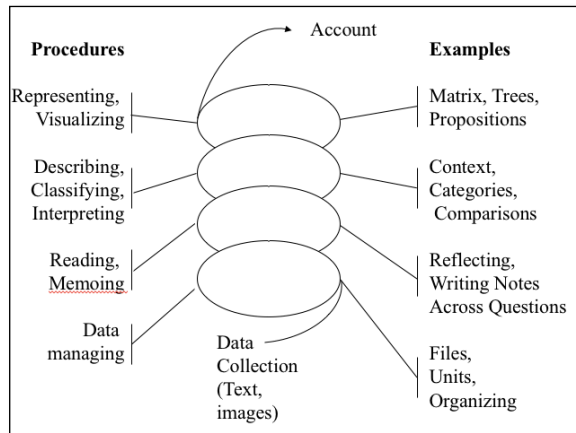 Account
Procedures
Examples
Representing,
Visualizing
Matrix, Trees,
Propositions
Describing,
Classifying,
Interpreting
Context,
Categories,
Comparisons
Reading,
Memoing
Reflecting,
Writing Notes
Across Questions
Data
managing
Data
Collection
(Text,
images)
Files,
Units,
Organizing